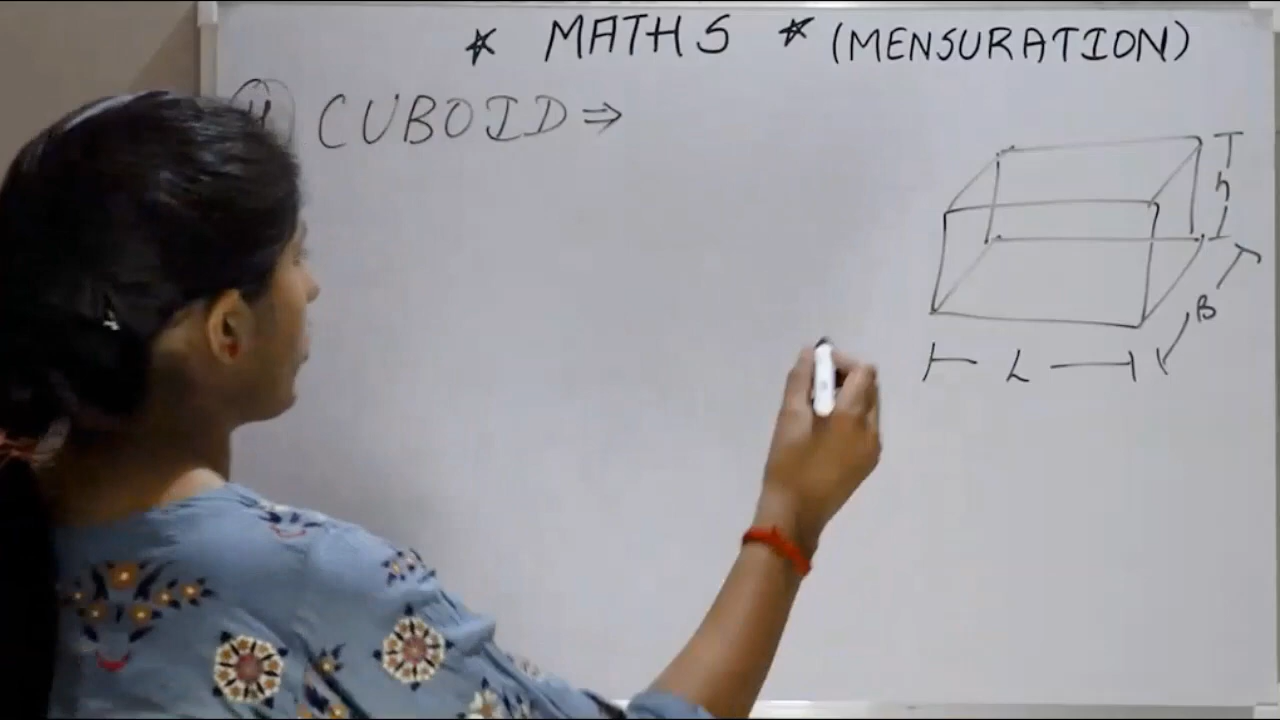 * MATHS * (MENSURATION)
CUBOID ⇒
h
B
L